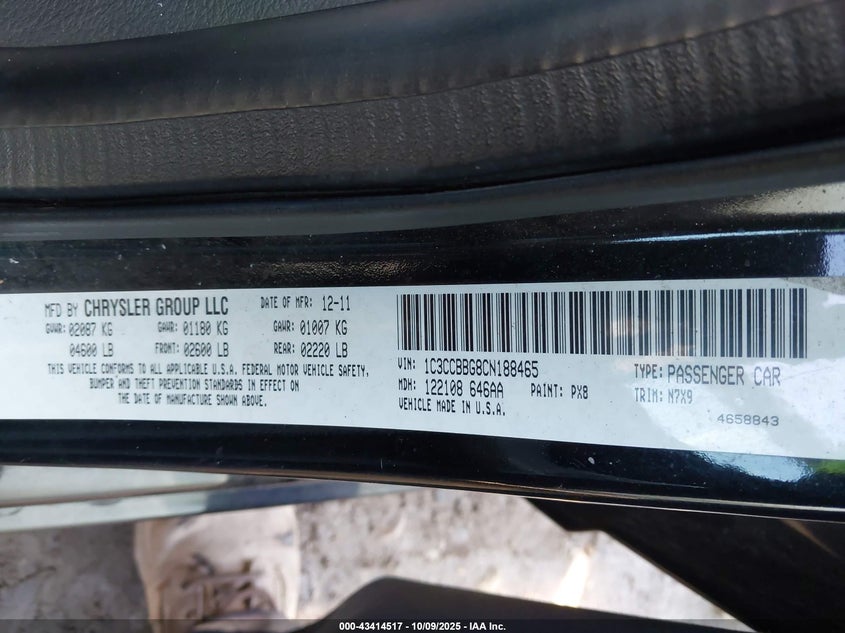 MFD BY CHRYSLER GROUP LLC DATE OF MFR: 12-11
GVWR: 02087 KG GAWR: 01180 KG GAWR: 01007 KG
04600 LB FRONT: 02600 LB REAR: 02220 LB
THIS VEHICLE CONFORMS TO ALL APPLICABLE U.S.A. FEDERAL MOTOR VEHICLE SAFETY,
BUMPER AND THEFT PREVENTION STANDARDS IN EFFECT ON
THE DATE OF MANUFACTURE SHOWN ABOVE.
VIN: 1C3CCBBG8CN188465 TYPE: PASSENGER CAR
MDH: 122108 646AA PAINT: PX8 TRIM: N7X9
VEHICLE MADE IN U.S.A.
4658843
000-43414517 - 10/09/2025 - IAA Inc.